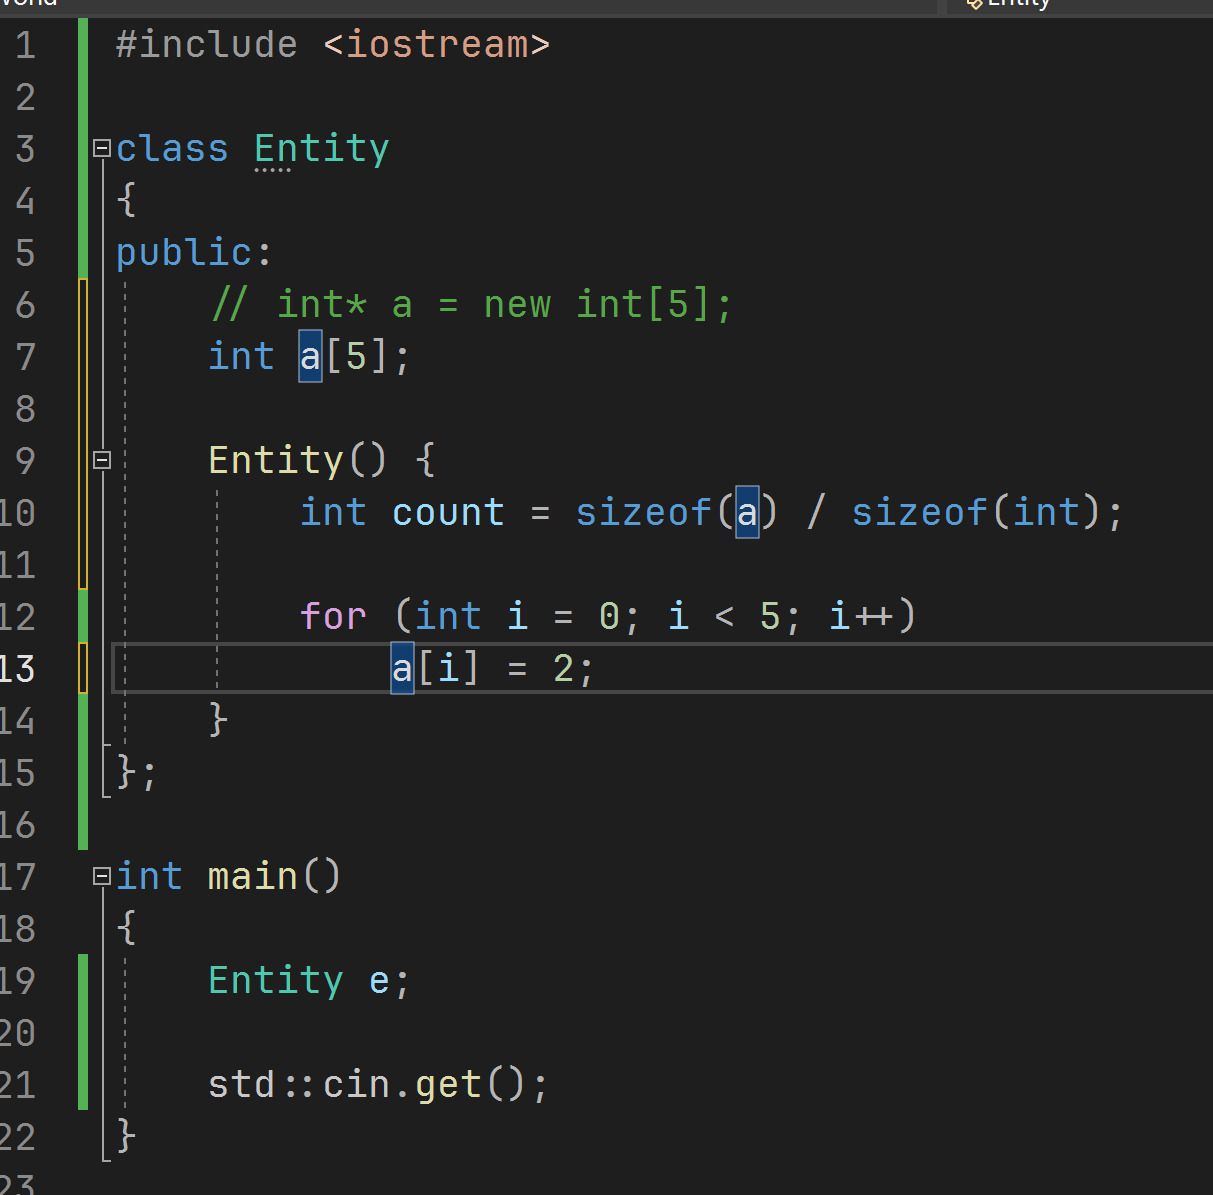 Entity
1 #include <iostream>
2
3 class Entity
4 {
5 public:
6 // int* a = new int[5];
7 int a[5];
8
9 Entity() {
10 int count = sizeof(a) / sizeof(int);
11
12 for (int i = 0; i < 5; i++)
13 a[i] = 2;
14 }
15 };
16
17 int main()
18 {
19 Entity e;
20
21 std::cin.get();
22 }
23